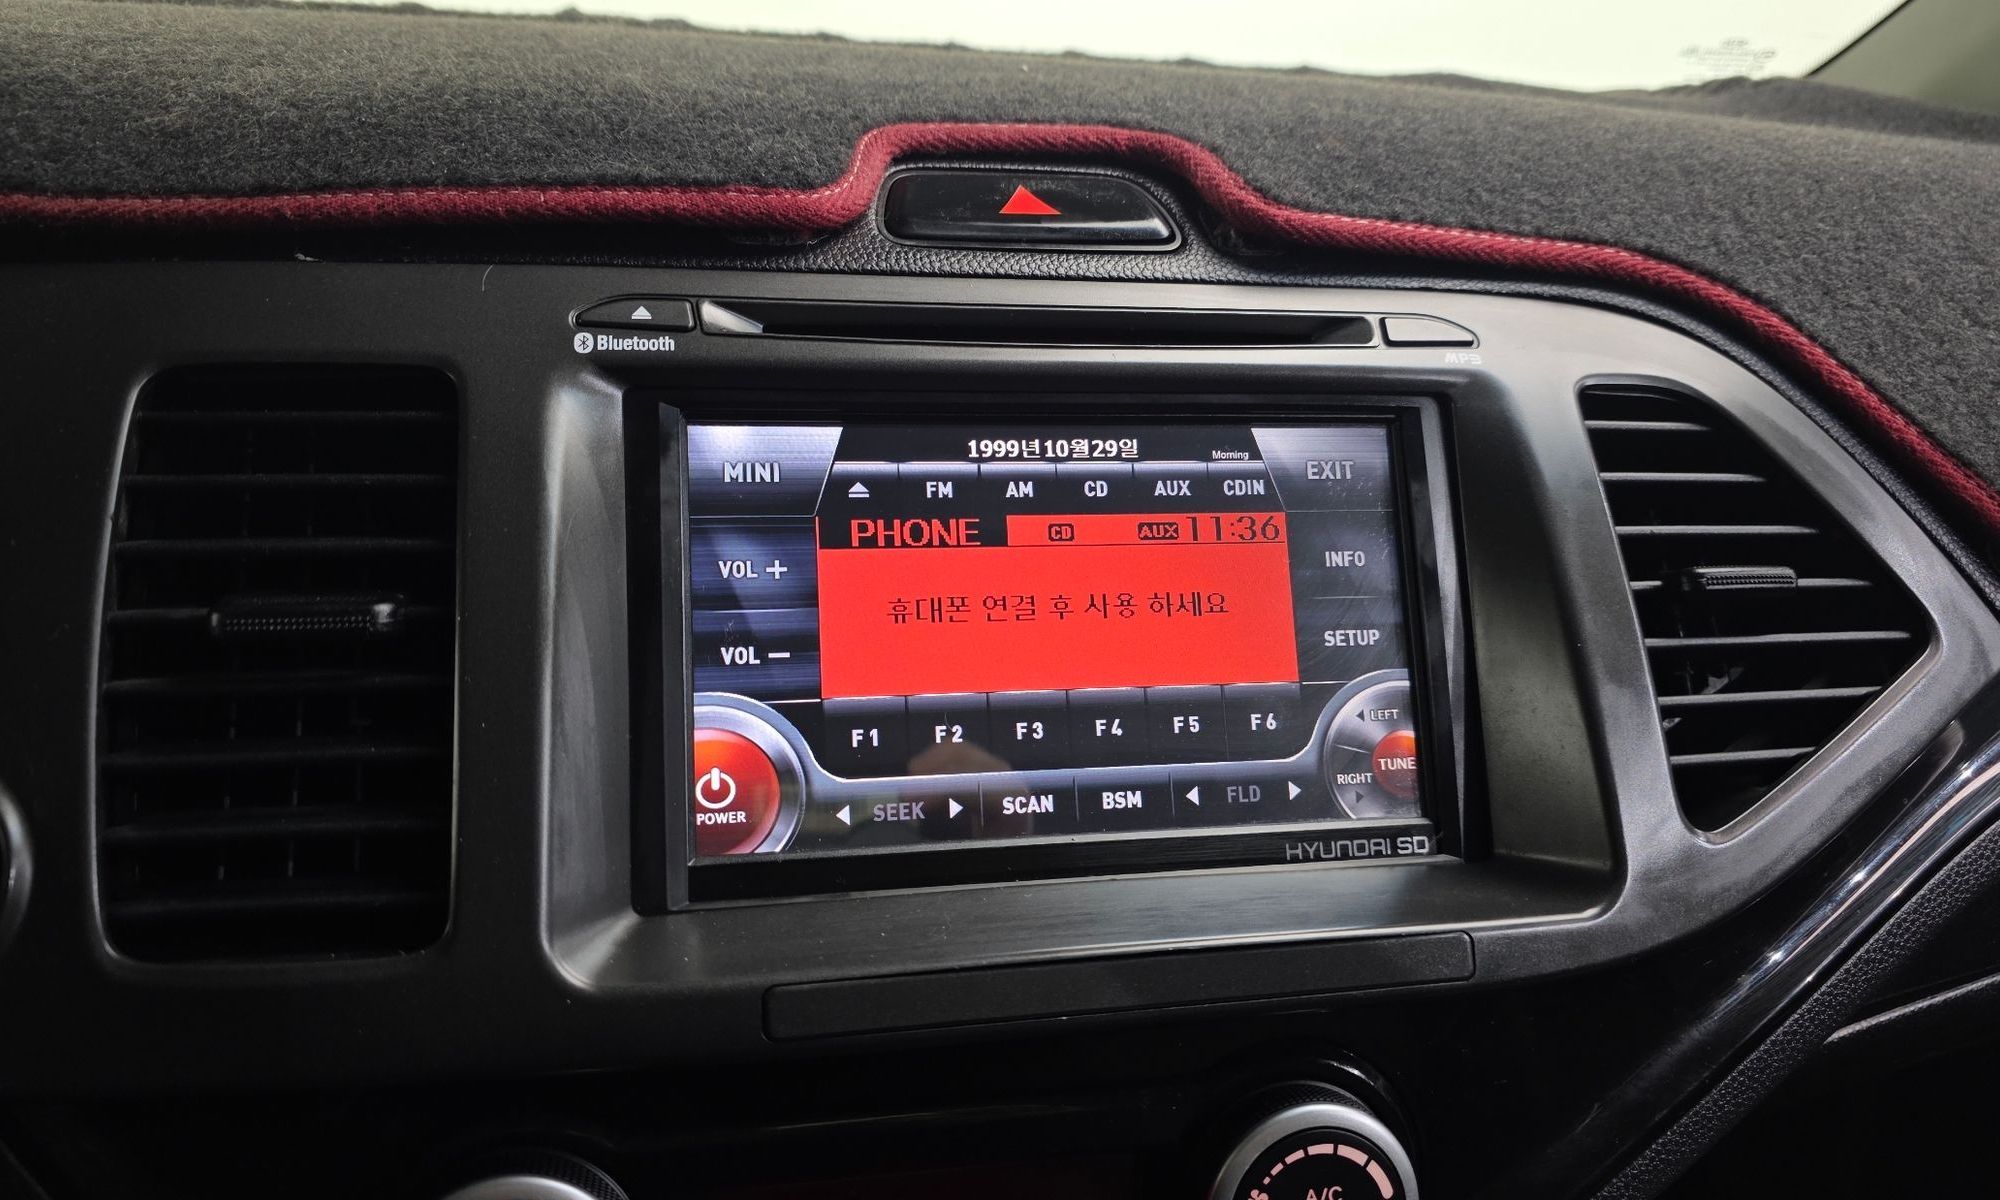 Bluetooth
MP3
1999년10월29일
Morning
MINI
EXIT
FM AM CD AUX CDIN
PHONE CD AUX 11:36
VOL +
INFO
휴대폰 연결 후 사용 하세요
VOL −
SETUP
F1 F2 F3 F4 F5 F6
LEFT
TUNE
RIGHT
POWER
SEEK SCAN BSM FLD
HYUNDAI SD
A/C